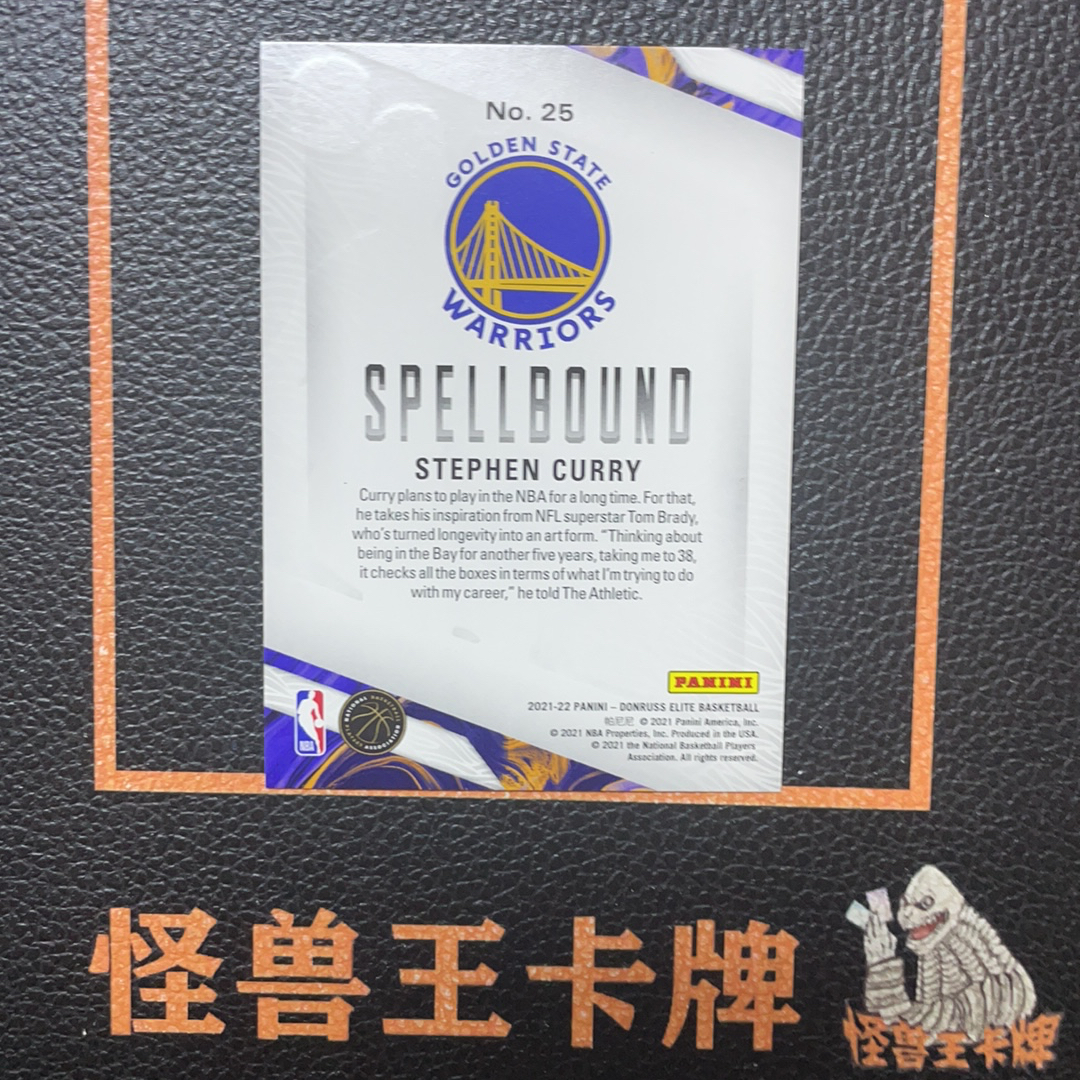 No. 25
GOLDEN STATE
WARRIORS
SPELLBOUND
STEPHEN CURRY
Curry plans to play in the NBA for a long time. For that,
he takes his inspiration from NFL superstar Tom Brady,
who's turned longevity into an art form. "Thinking about
being in the Bay for another five years, taking me to 38,
it checks all the boxes in terms of what I'm trying to do
with my career," he told The Athletic.
PANINI
2021-22 PANINI – DONRUSS ELITE BASKETBALL
帕尼尼 © 2021 Panini America, Inc.
© 2021 NBA Properties, Inc. Produced in the USA.
© 2021 the National Basketball Players
Association. All rights reserved.
NBA
NATIONAL BASKETBALL
PLAYERS ASSOCIATION
怪兽王卡牌
怪兽王卡牌